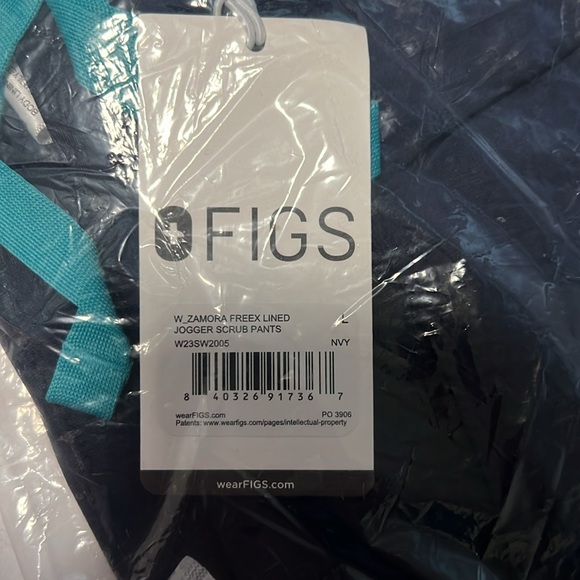 FIGS
W_ZAMORA FREEX LINED L
JOGGER SCRUB PANTS
W23SW2005 NVY
8 40326 91736 7
wearFIGS.com PO 3906
Patents: www.wearfigs.com/pages/intellectual-property
wearFIGS.com